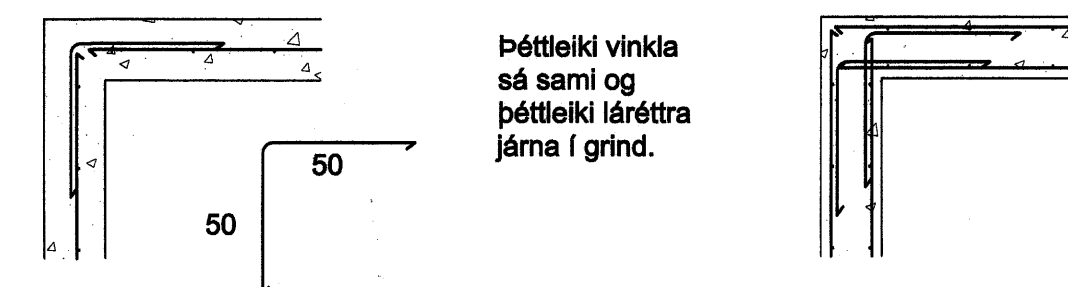 Þéttleiki vinkla
sá sami og
þéttleiki láréttra
járna í grind.
50
50